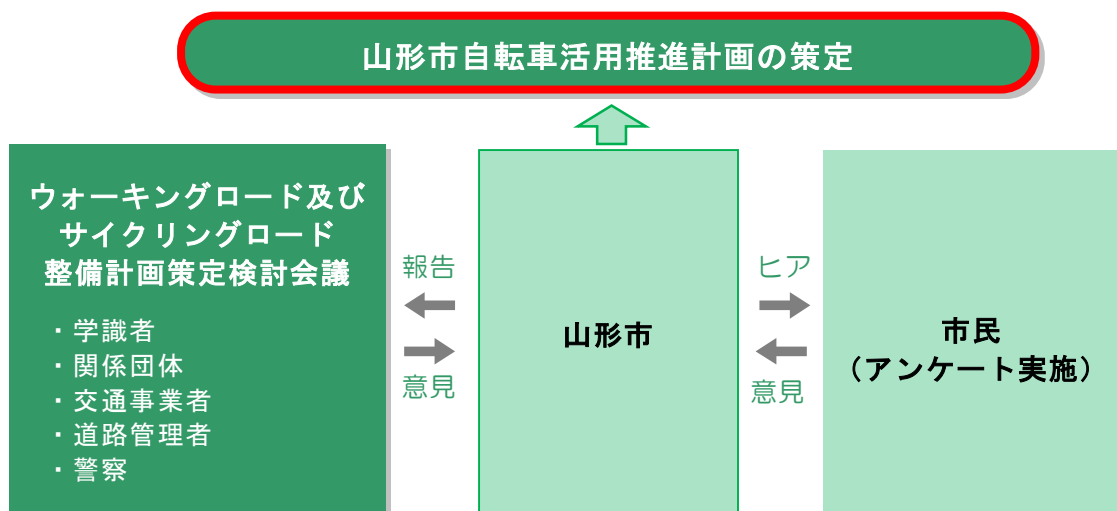 山形市自転車活用推進計画の策定
ウォーキングロード及び
サイクリングロード
整備計画策定検討会議
・学識者
・関係団体
・交通事業者
・道路管理者
・警察
報告
意見
山形市
ヒア
意見
市民
（アンケート実施）